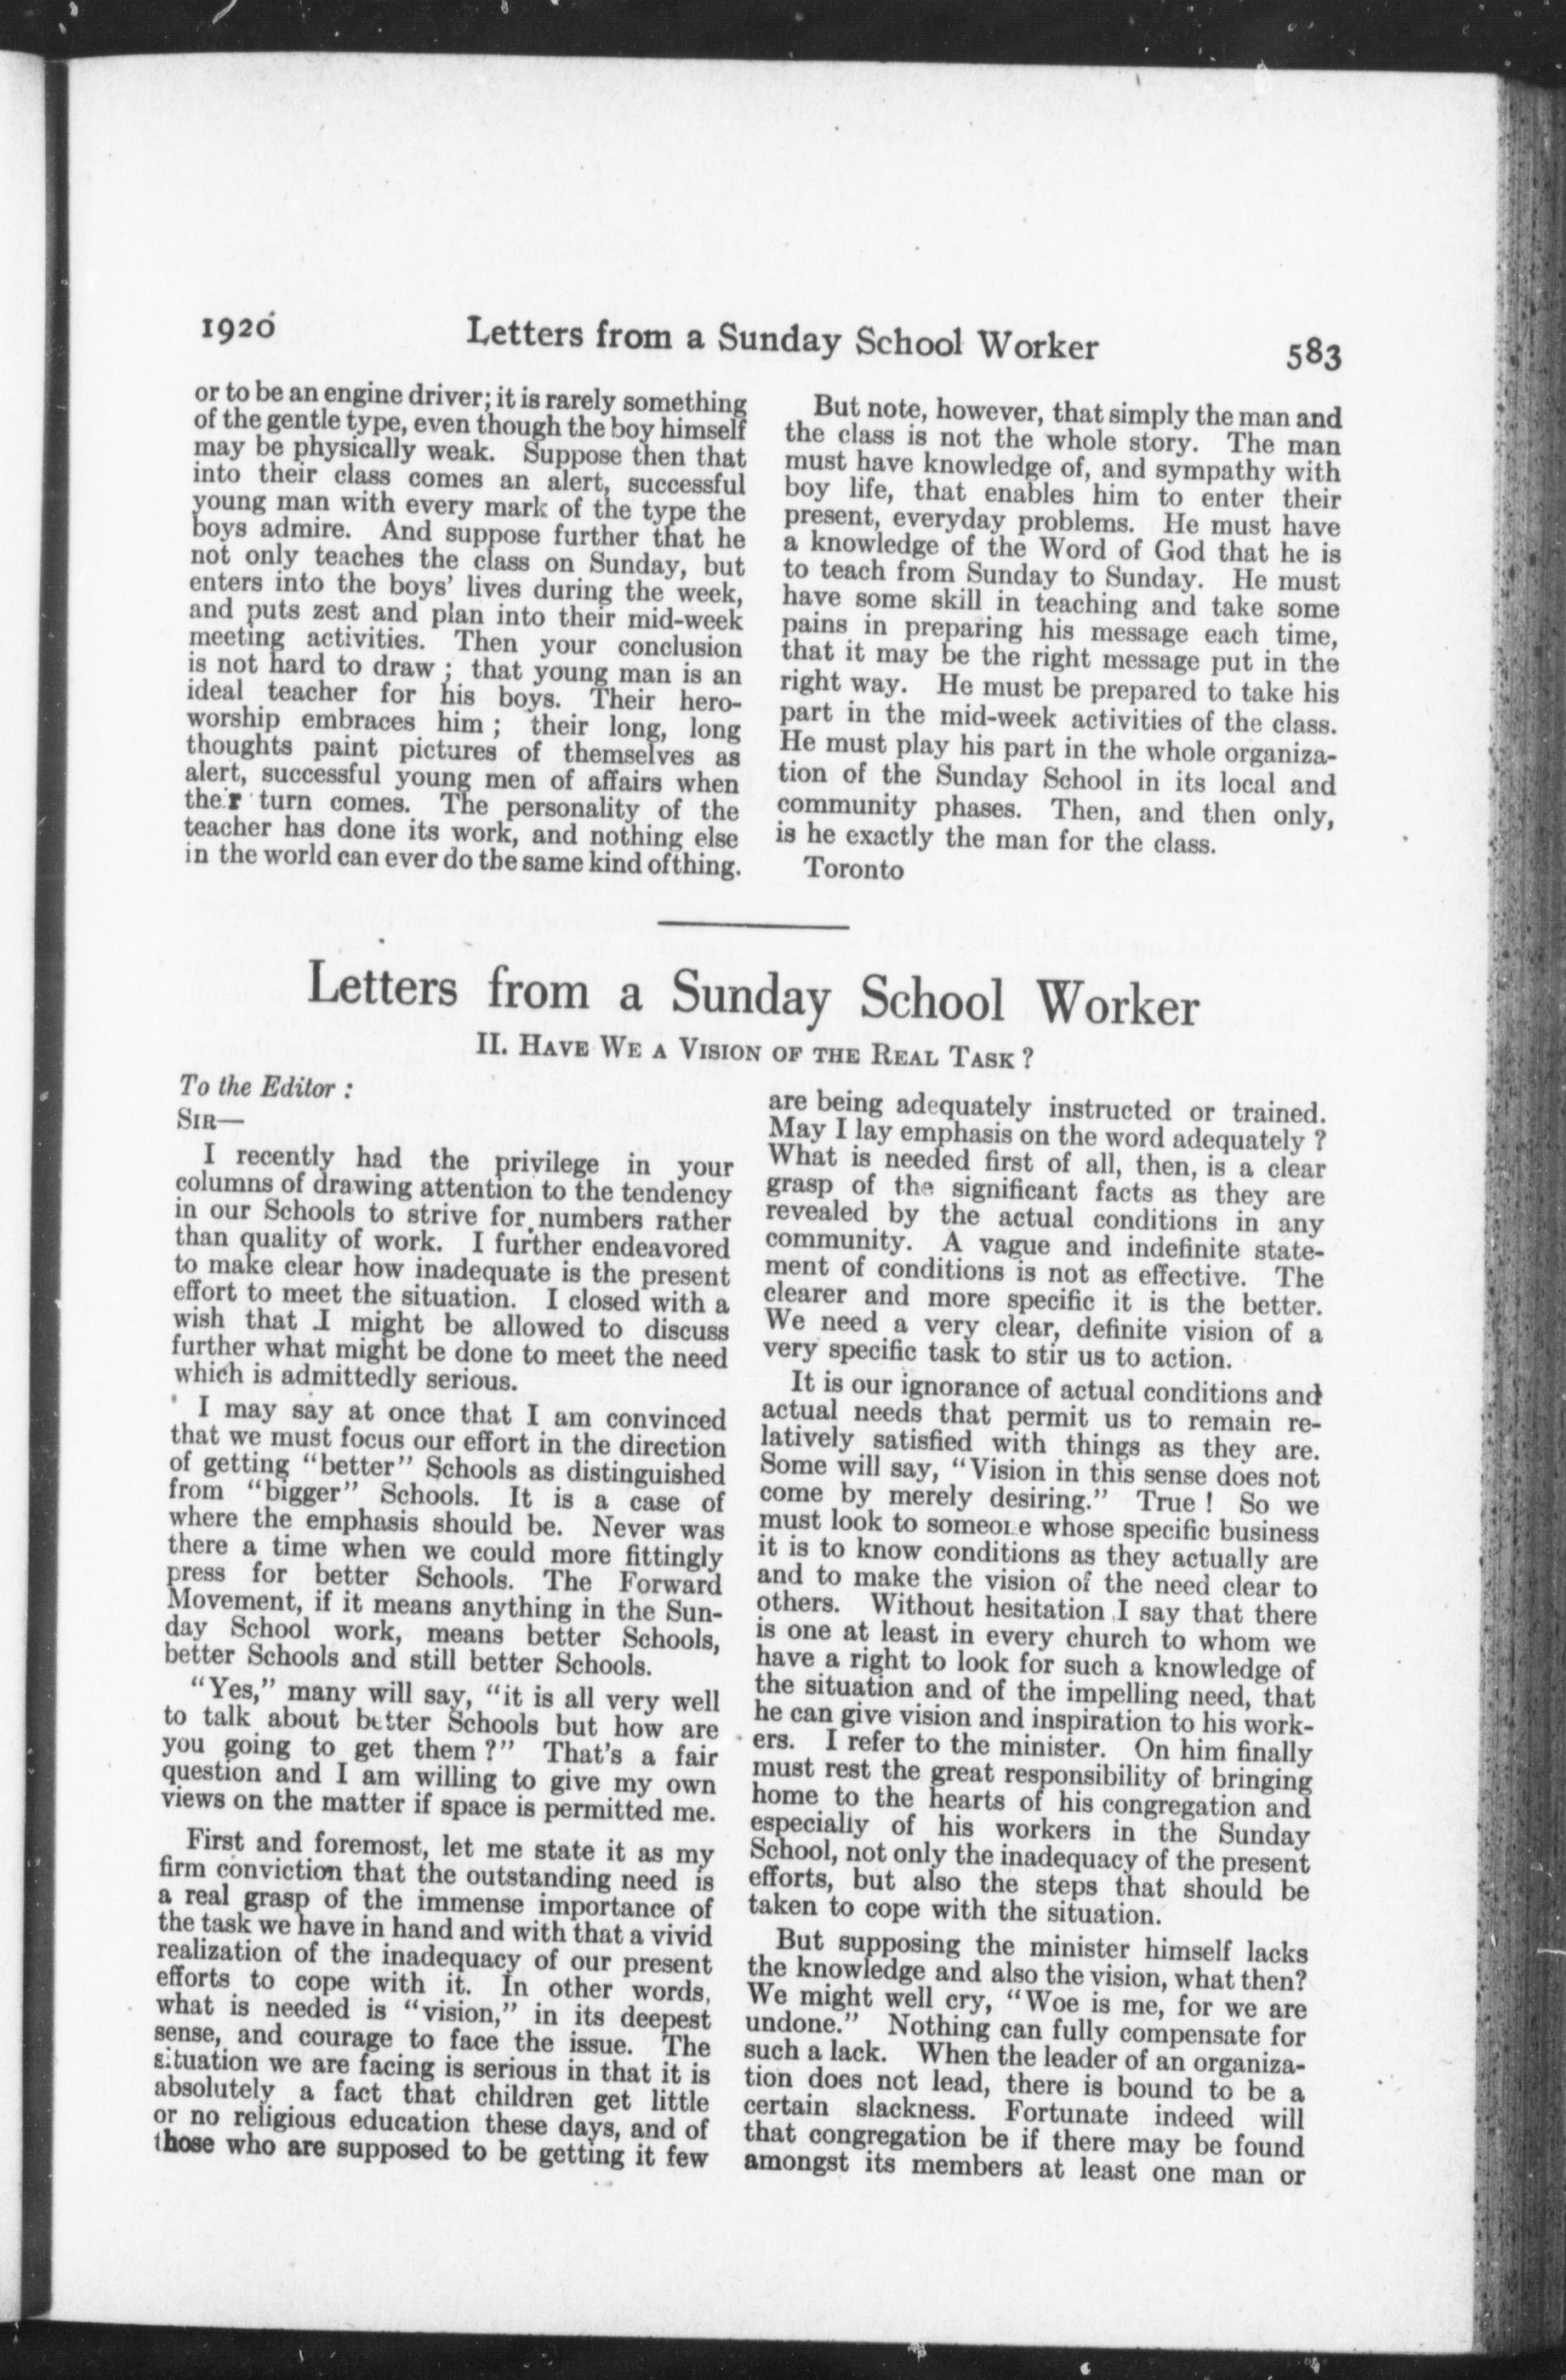 1920 Letters from a Sunday School Worker 583
or to be an engine driver; it is rarely something
of the gentle type, even though the boy himself
may be physically weak. Suppose then that
into their class comes an alert, successful
young man with every mark of the type the
boys admire. And suppose further that he
not only teaches the class on Sunday, but
enters into the boys' lives during the week,
and puts zest and plan into their mid-week
meeting activities. Then your conclusion
is not hard to draw ; that young man is an
ideal teacher for his boys. Their hero-
worship embraces him ; their long, long
thoughts paint pictures of themselves as
alert, successful young men of affairs when
their turn comes. The personality of the
teacher has done its work, and nothing else
in the world can ever do the same kind of thing.
But note, however, that simply the man and
the class is not the whole story. The man
must have knowledge of, and sympathy with
boy life, that enables him to enter their
present, everyday problems. He must have
a knowledge of the Word of God that he is
to teach from Sunday to Sunday. He must
have some skill in teaching and take some
pains in preparing his message each time,
that it may be the right message put in the
right way. He must be prepared to take his
part in the mid-week activities of the class.
He must play his part in the whole organiza-
tion of the Sunday School in its local and
community phases. Then, and then only,
is he exactly the man for the class.
Toronto
Letters from a Sunday School Worker
II. HAVE WE A VISION OF THE REAL TASK ?
To the Editor :
SIR—
I recently had the privilege in your
columns of drawing attention to the tendency
in our Schools to strive for numbers rather
than quality of work. I further endeavored
to make clear how inadequate is the present
effort to meet the situation. I closed with a
wish that I might be allowed to discuss
further what might be done to meet the need
which is admittedly serious.
I may say at once that I am convinced
that we must focus our effort in the direction
of getting "better" Schools as distinguished
from "bigger" Schools. It is a case of
where the emphasis should be. Never was
there a time when we could more fittingly
press for better Schools. The Forward
Movement, if it means anything in the Sun-
day School work, means better Schools,
better Schools and still better Schools.
"Yes," many will say, "it is all very well
to talk about better Schools but how are
you going to get them ?" That's a fair
question and I am willing to give my own
views on the matter if space is permitted me.
First and foremost, let me state it as my
firm conviction that the outstanding need is
a real grasp of the immense importance of
the task we have in hand and with that a vivid
realization of the inadequacy of our present
efforts to cope with it. In other words,
what is needed is "vision," in its deepest
sense, and courage to face the issue. The
situation we are facing is serious in that it is
absolutely a fact that children get little
or no religious education these days, and of
those who are supposed to be getting it few
are being adequately instructed or trained.
May I lay emphasis on the word adequately ?
What is needed first of all, then, is a clear
grasp of the significant facts as they are
revealed by the actual conditions in any
community. A vague and indefinite state-
ment of conditions is not as effective. The
clearer and more specific it is the better.
We need a very clear, definite vision of a
very specific task to stir us to action.
It is our ignorance of actual conditions and
actual needs that permit us to remain re-
latively satisfied with things as they are.
Some will say, "Vision in this sense does not
come by merely desiring." True ! So we
must look to someone whose specific business
it is to know conditions as they actually are
and to make the vision of the need clear to
others. Without hesitation I say that there
is one at least in every church to whom we
have a right to look for such a knowledge of
the situation and of the impelling need, that
he can give vision and inspiration to his work-
ers. I refer to the minister. On him finally
must rest the great responsibility of bringing
home to the hearts of his congregation and
especially of his workers in the Sunday
School, not only the inadequacy of the present
efforts, but also the steps that should be
taken to cope with the situation.
But supposing the minister himself lacks
the knowledge and also the vision, what then?
We might well cry, "Woe is me, for we are
undone." Nothing can fully compensate for
such a lack. When the leader of an organiza-
tion does not lead, there is bound to be a
certain slackness. Fortunate indeed will
that congregation be if there may be found
amongst its members at least one man or